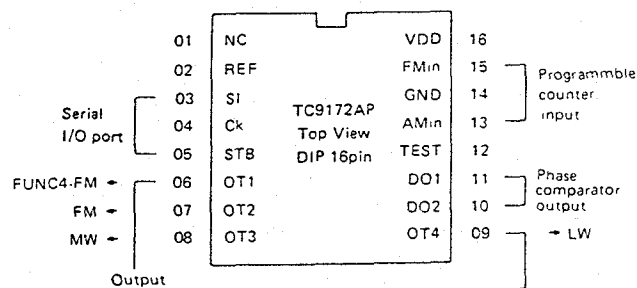 01 NC VDD 16
02 REF FMin 15
03 SI GND 14
04 Ck AMin 13
05 STB TEST 12
06 OT1 DO1 11
07 OT2 DO2 10
08 OT3 OT4 09
TC9172AP
Top View
DIP 16pin
Serial
I/O port
FUNC4-FM
FM
MW
Output
Programmble
counter
input
Phase
comparator
output
LW